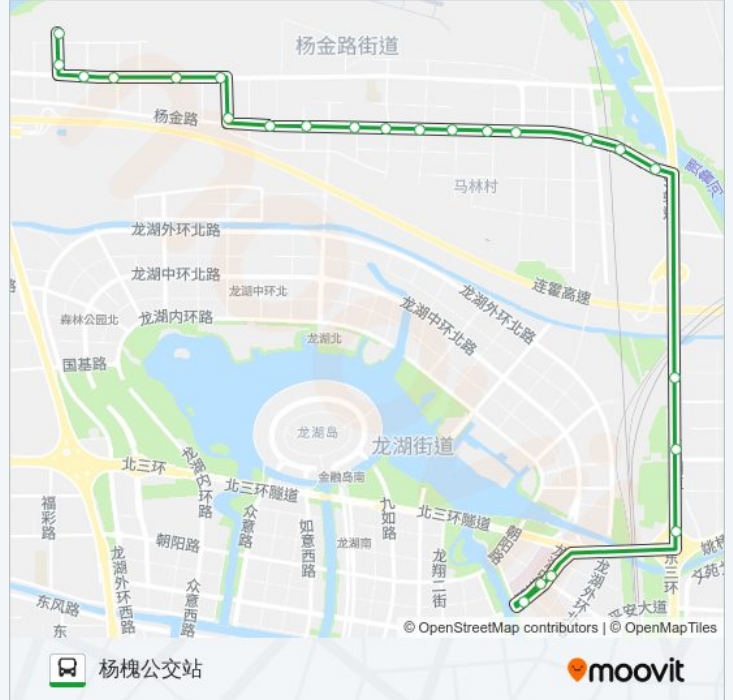 杨金路街道
杨金路
马林村
贾鲁河
龙湖外环北路
龙湖中环北路
龙湖中环北
连霍高速
龙湖外环北路
龙湖中环北路
森林公园北
龙湖内环路
龙湖北
国基路
龙湖岛
龙湖街道
北三环
龙湖内环路
金融岛南
北三环隧道
九如路
北三环隧道
福彩路
众意路
如意西路
朝阳路
龙湖南
朝阳路
龙湖外环西路
众意西路
龙翔二街
东三环
东风路
东
平安大道
© OpenStreetMap contributors | © OpenMapTiles
杨槐公交站
moovit